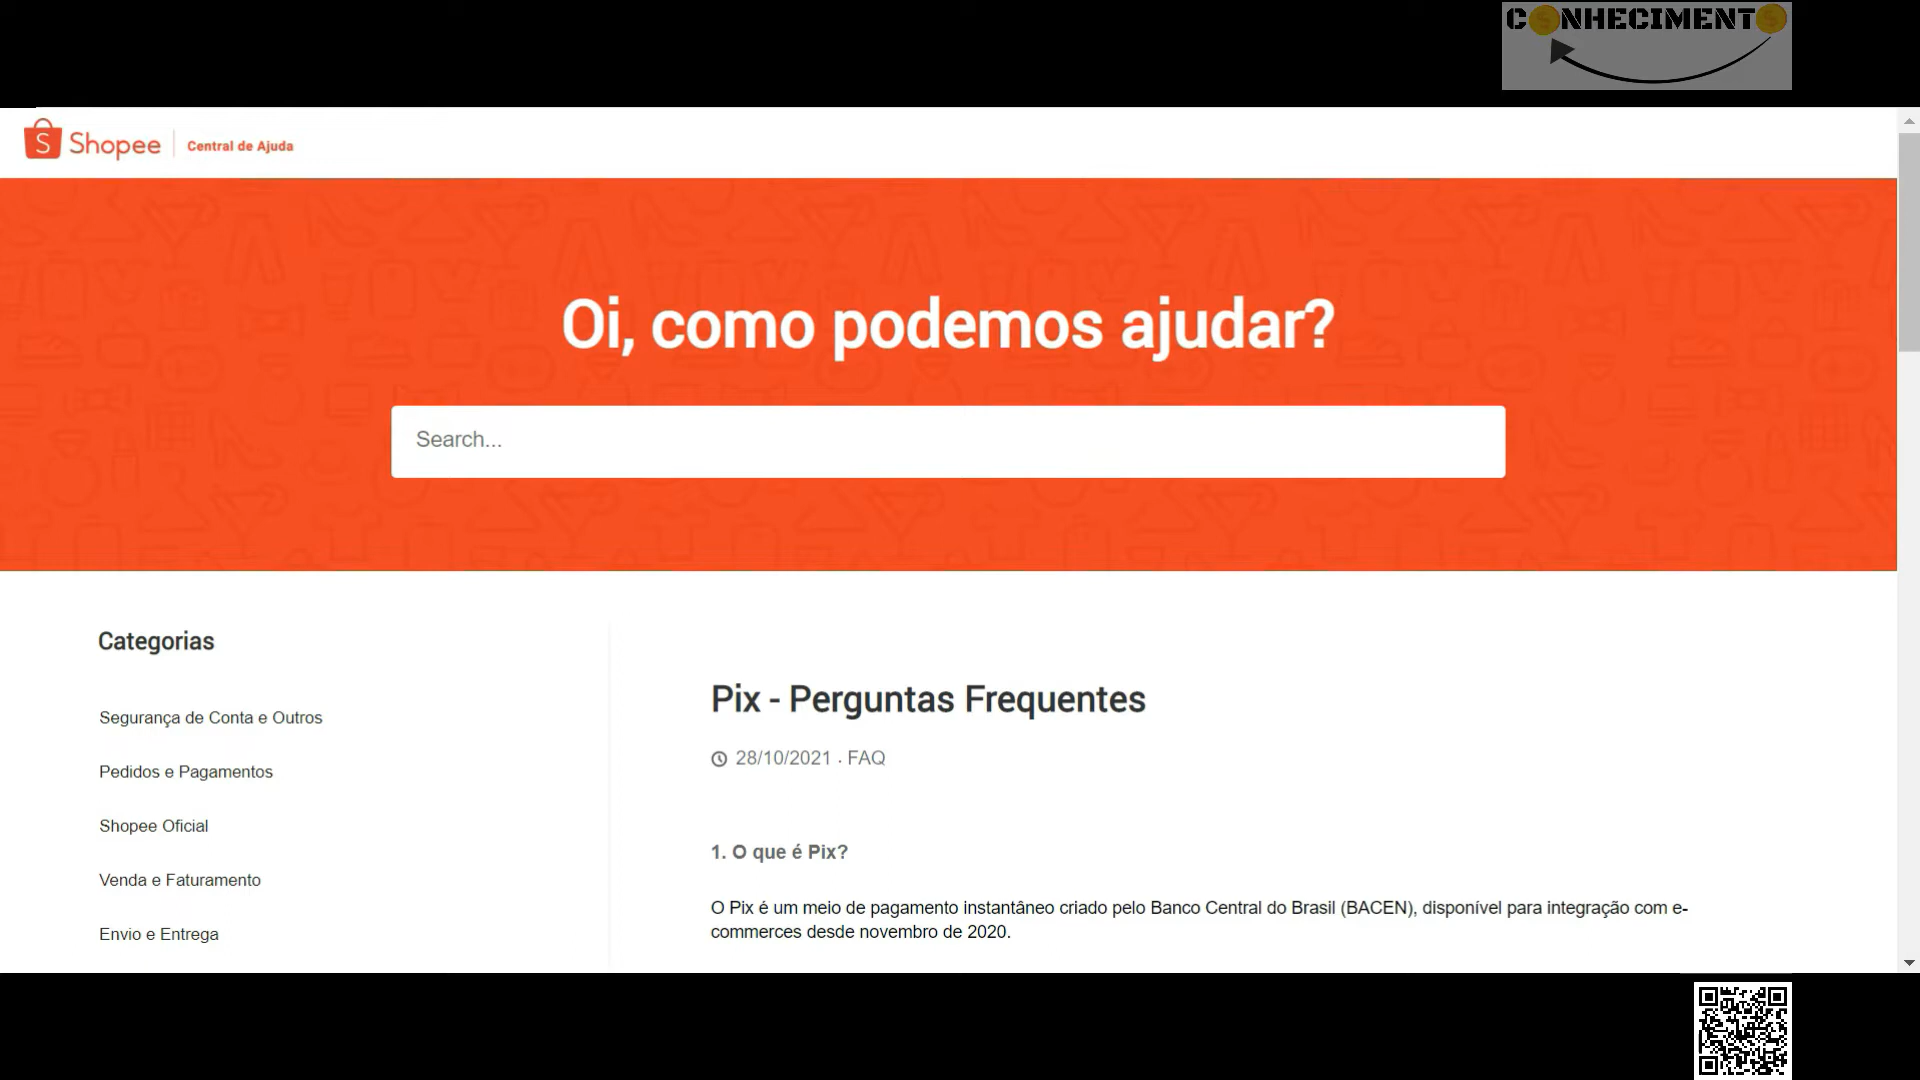 CONHECIMENTO
Shopee
Central de Ajuda
Oi, como podemos ajudar?
Search...
Categorias
Segurança de Conta e Outros
Pedidos e Pagamentos
Shopee Oficial
Venda e Faturamento
Envio e Entrega
Pix - Perguntas Frequentes
28/10/2021 . FAQ
1. O que é Pix?
O Pix é um meio de pagamento instantâneo criado pelo Banco Central do Brasil (BACEN), disponível para integração com e-
commerces desde novembro de 2020.